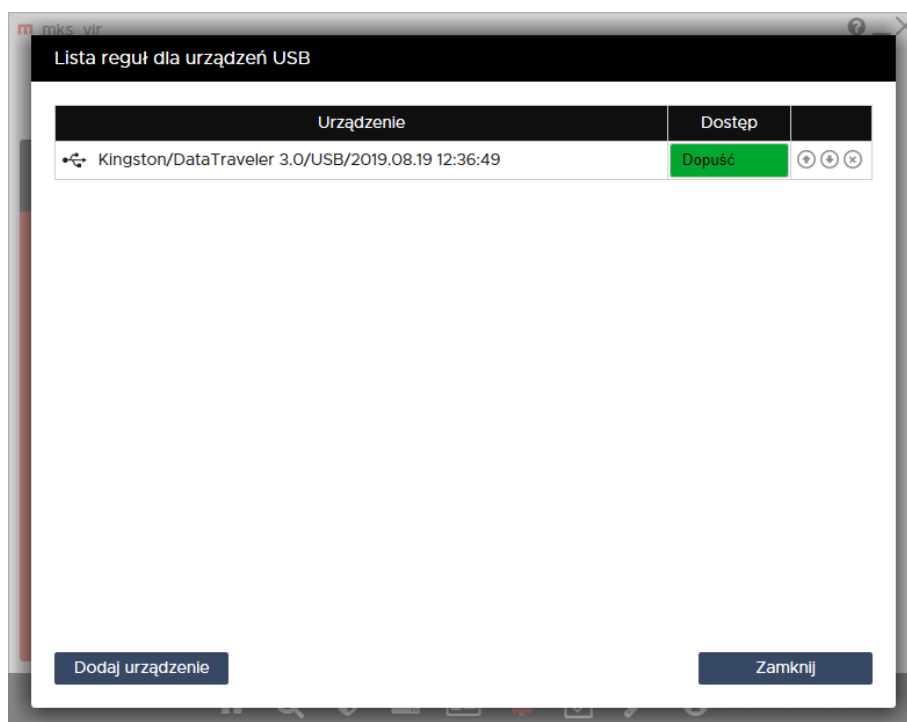 mks_vir
Lista reguł dla urządzeń USB
Urządzenie Dostęp
Kingston/DataTraveler 3.0/USB/2019.08.19 12:36:49 Dopuść
Dodaj urządzenie Zamknij